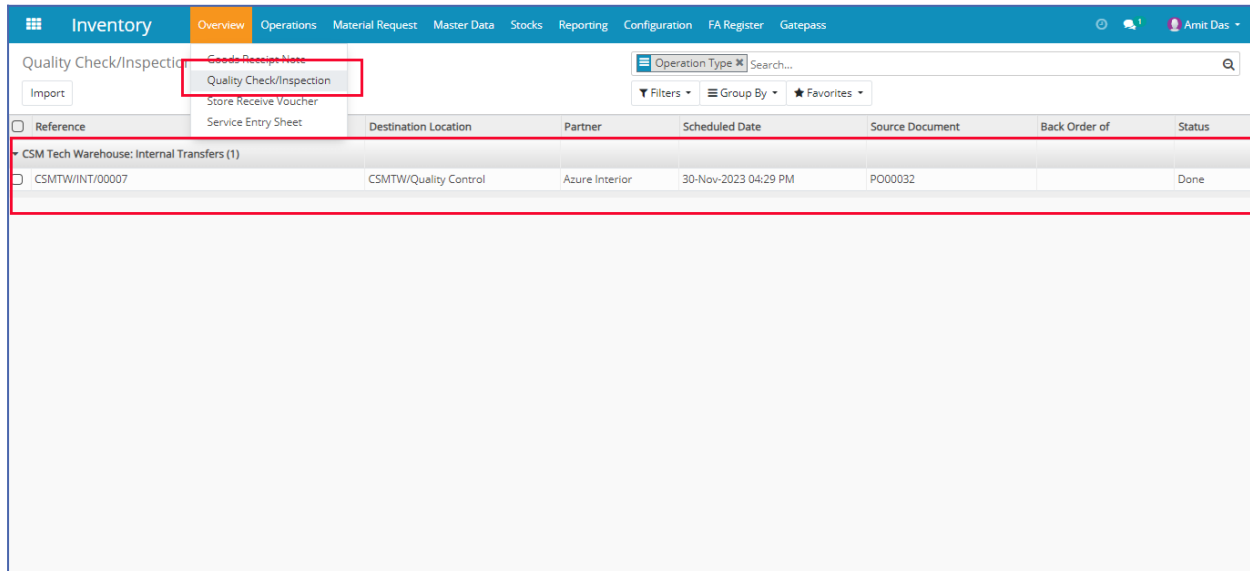 Inventory Overview Operations Material Request Master Data Stocks Reporting Configuration FA Register Gatepass 1 Amit Das
Quality Check/Inspection Goods Receipt Note Operation Type Search...
Quality Check/Inspection
Import Store Receive Voucher Filters Group By Favorites
Service Entry Sheet
Reference Destination Location Partner Scheduled Date Source Document Back Order of Status
CSM Tech Warehouse: Internal Transfers (1)
CSMTW/INT/00007 CSMTW/Quality Control Azure Interior 30-Nov-2023 04:29 PM PO00032 Done